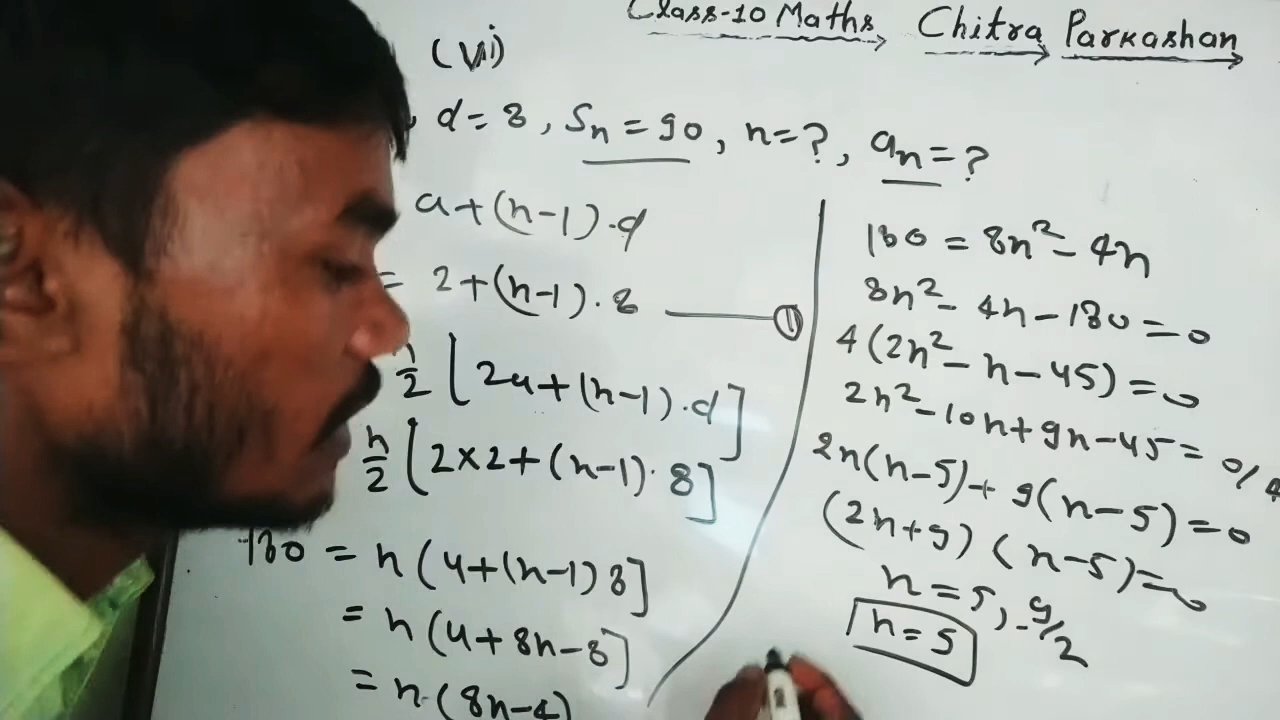 Class-10 Maths → Chitra Parkashan
(vi)
d=8, Sn=90, n=?, an=?
a+(n-1).d
= 2+(n-1).8 —— ①
n/2 [2a+(n-1).d]
n/2 [2×2+(n-1).8]
180 = n(4+(n-1)8]
= n(4+8n-8]
= n(8n-4)
180 = 8n²-4n
8n²-4n-180=0
4(2n²-n-45)=0
2n²-10n+9n-45=0/4
2n(n-5)+9(n-5)=0
(2n+9)(n-5)=0
n=5, -9/2
n=5